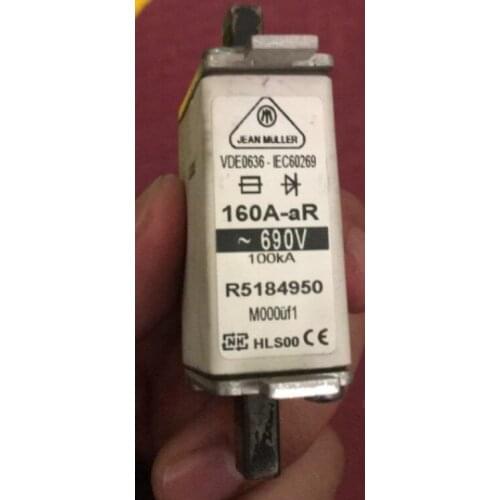 JEAN MULLER
VDE0636 - IEC60269
160A-aR
~ 690V
100kA
R5184950
M000üf1
NH HLS00 CE